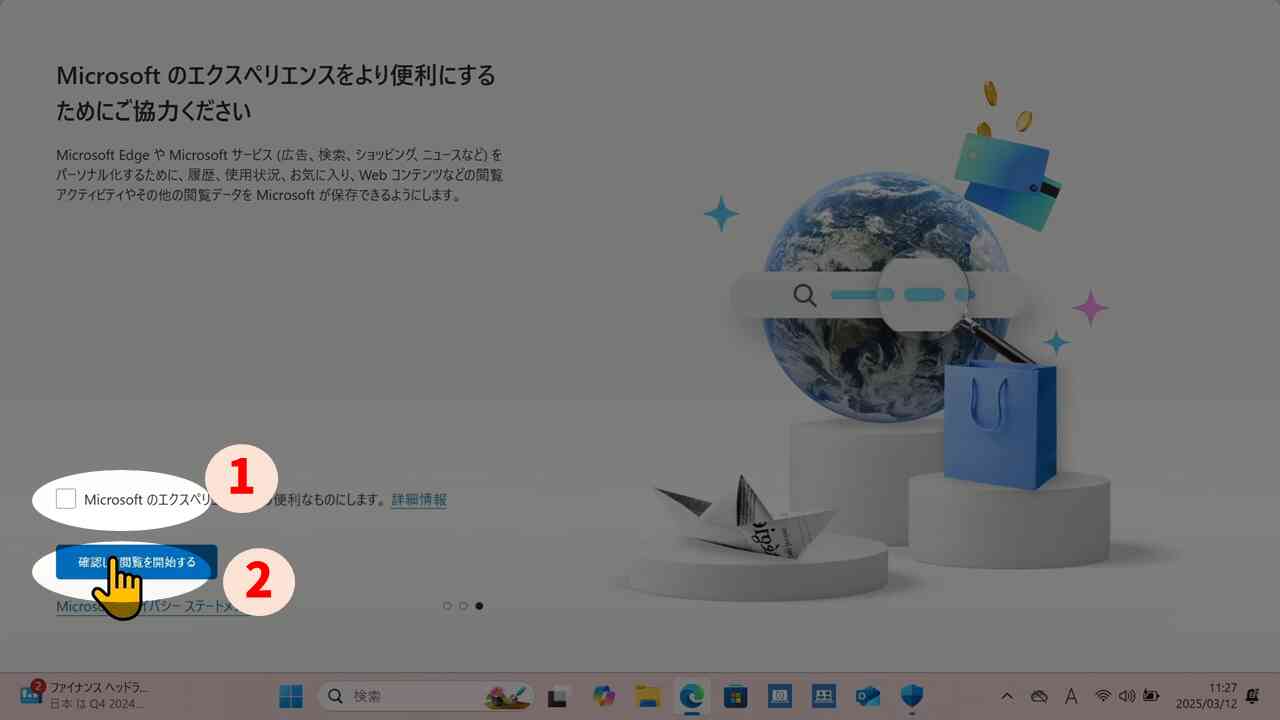 Microsoft のエクスペリエンスをより便利にする
ためにご協力ください
Microsoft Edge や Microsoft サービス (広告、検索、ショッピング、ニュースなど) を
パーソナル化するために、履歴、使用状況、お気に入り、Web コンテンツなどの閲覧
アクティビティやその他の閲覧データを Microsoft が保存できるようにします。
1
Microsoft のエクスペリ 便利なものにします。 詳細情報
確認し 閲覧を開始する
2
Micros イバシー ステートメ
2
ファイナンス ヘッドラ...
日本 は Q4 2024...
検索
A
11:27
2025/03/12